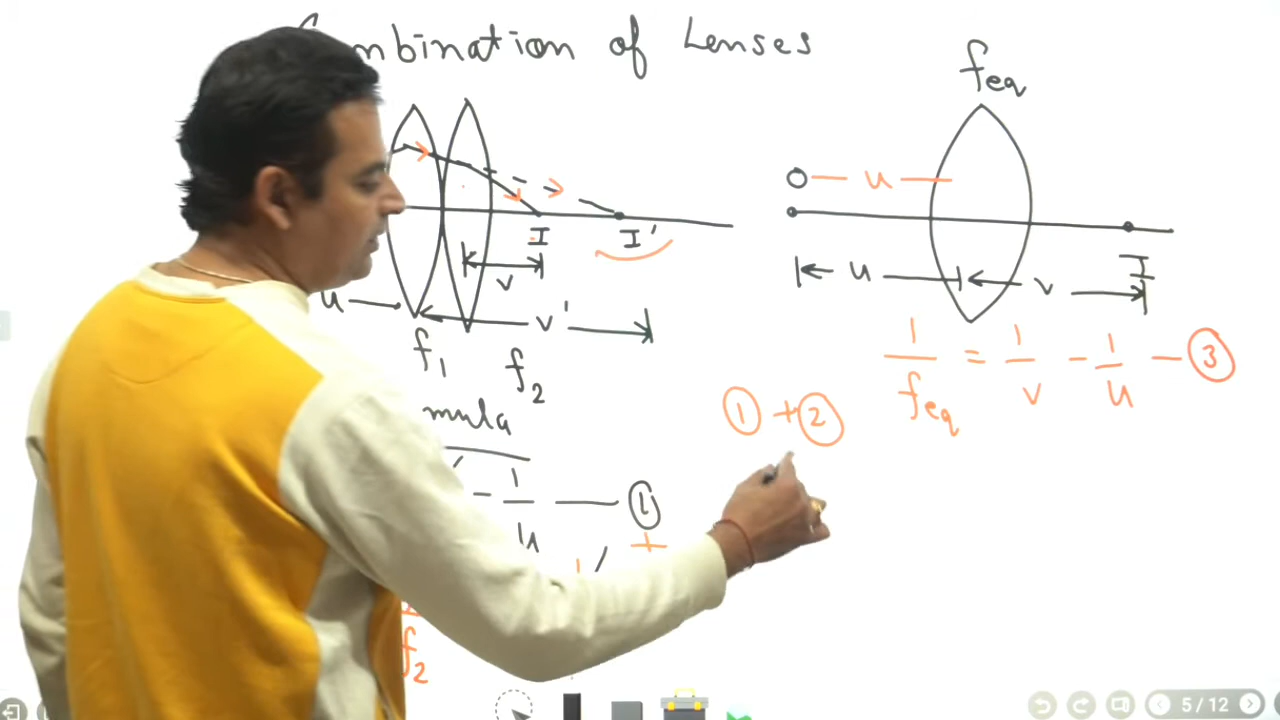 mbination of Lenses
feq
O — u —
I I'
u v I
v
u v'
f1 f2
mula
1 + 2
1/feq = 1/v - 1/u — 3
- 1/u — 1
+
f2
5/12